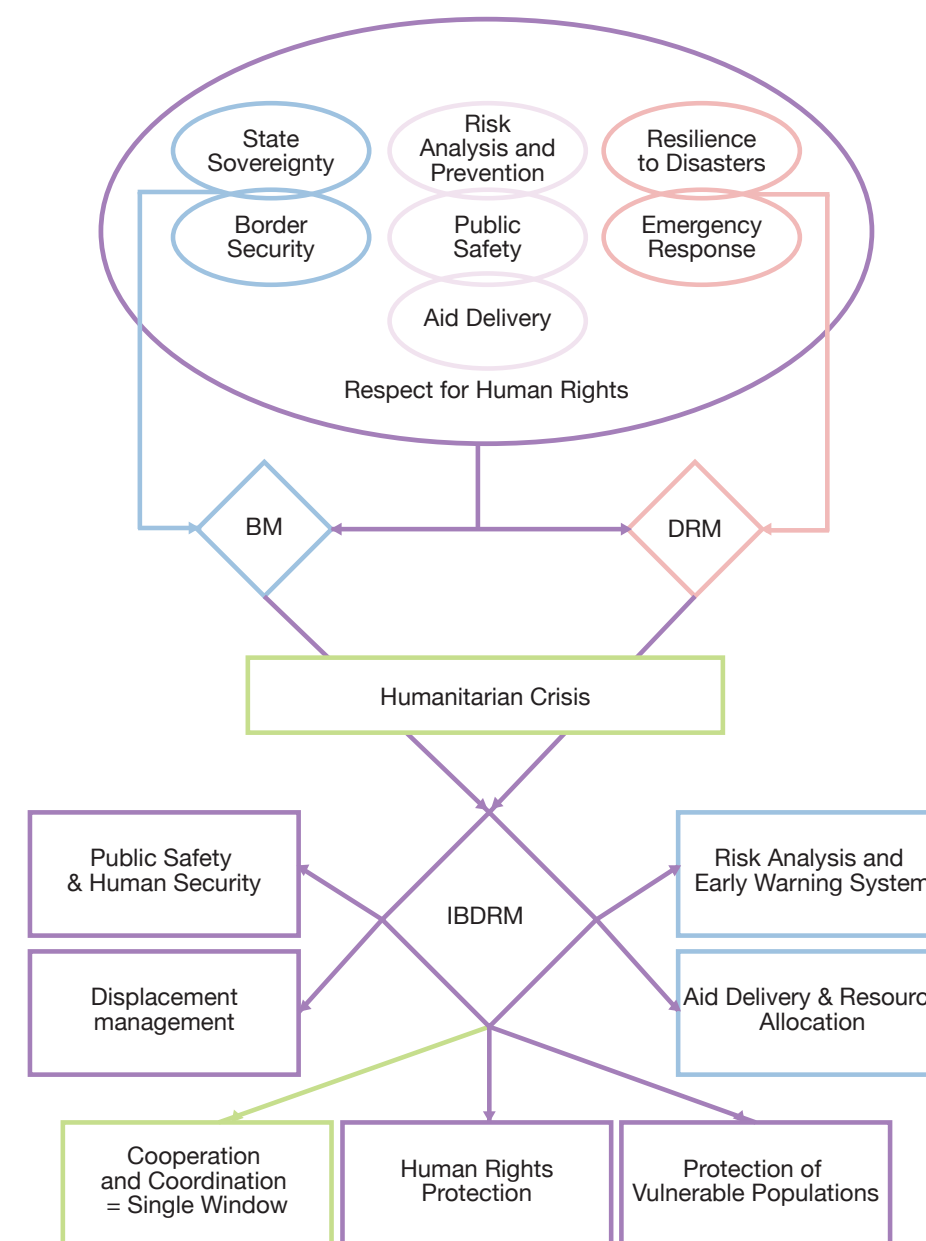 State
Sovereignty
Risk
Analysis and
Prevention
Resilience
to Disasters
Border
Security
Public
Safety
Emergency
Response
Aid Delivery
Respect for Human Rights
BM
DRM
Humanitarian Crisis
Public Safety
& Human Security
Risk Analysis and
Early Warning System
IBDRM
Displacement
management
Aid Delivery & Resourc
Allocation
Cooperation
and Coordination
= Single Window
Human Rights
Protection
Protection of
Vulnerable Populations